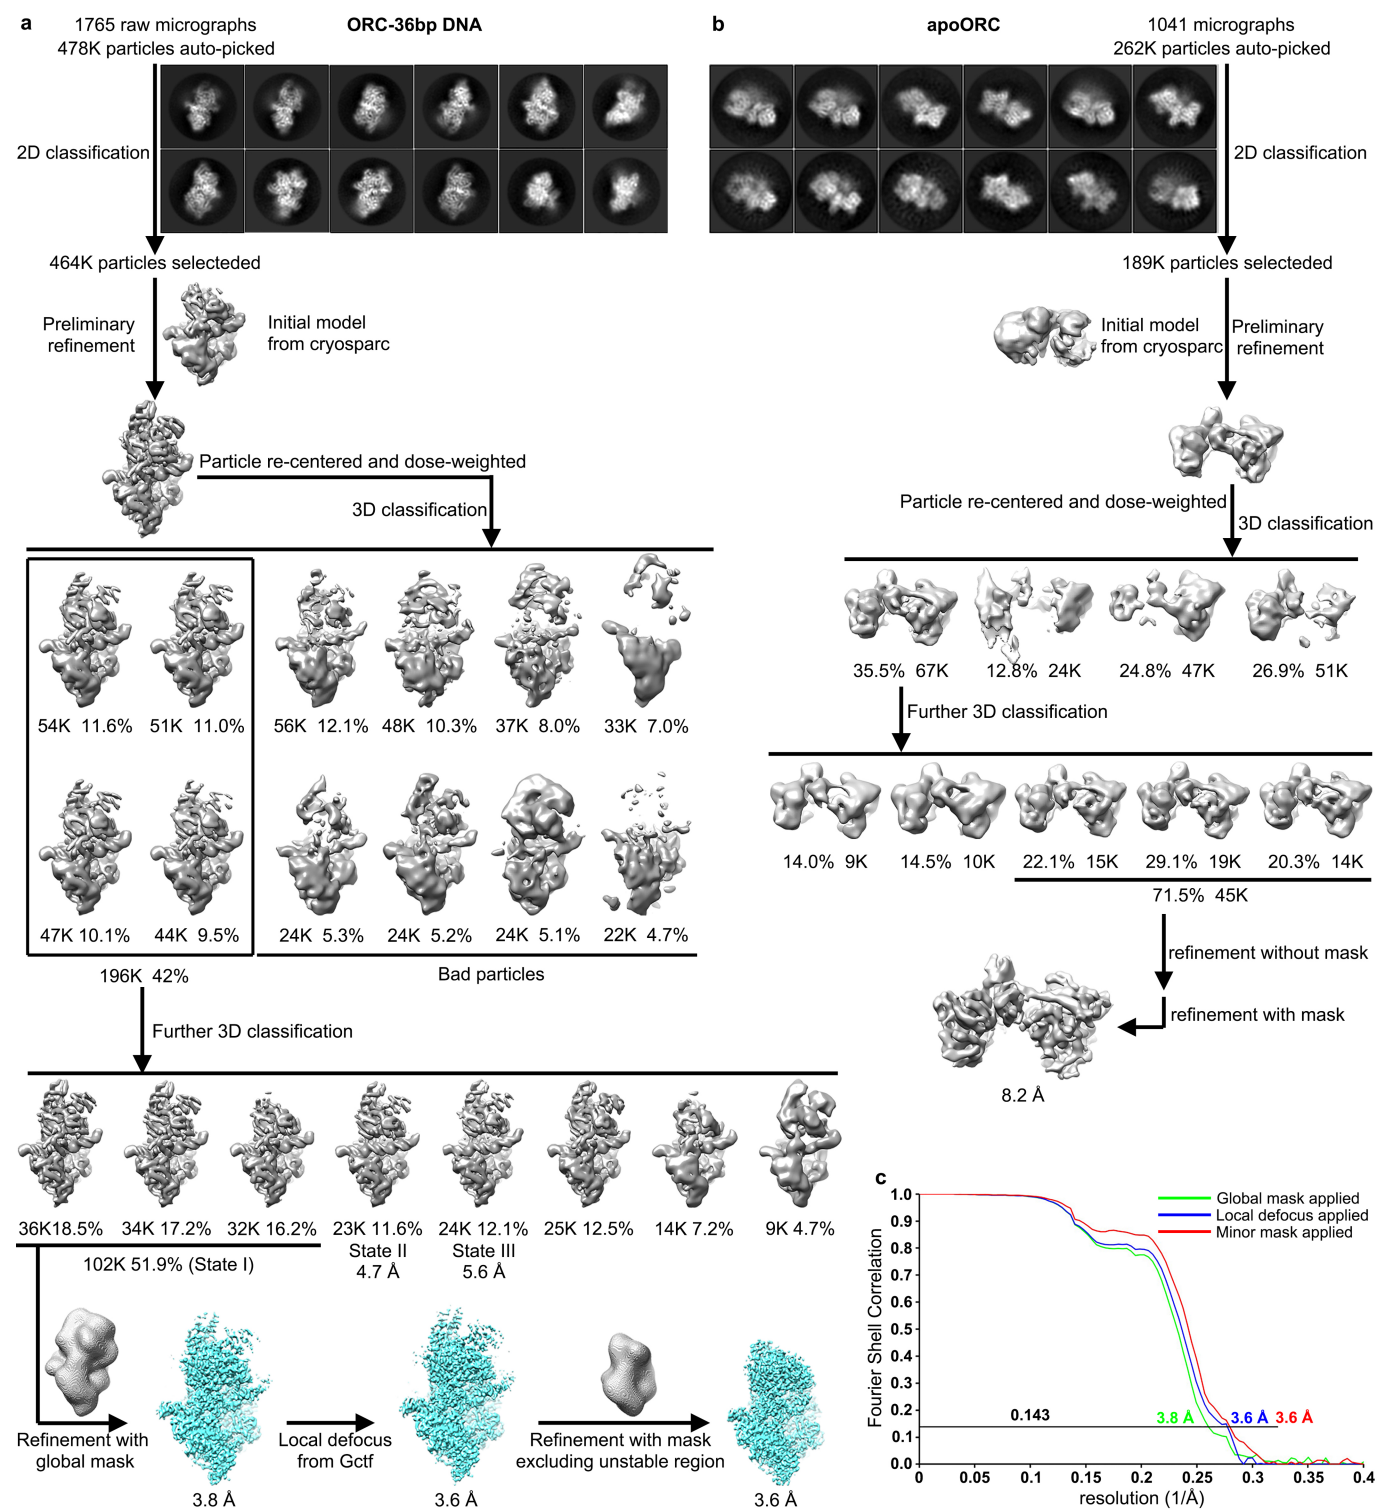 a
1765 raw micrographs
478K particles auto-picked
ORC-36bp DNA
2D classification
464K particles selecteded
Preliminary
refinement
Initial model
from cryosparc
Particle re-centered and dose-weighted
3D classification
54K 11.6%
51K 11.0%
56K 12.1%
48K 10.3%
37K 8.0%
33K 7.0%
47K 10.1%
44K 9.5%
24K 5.3%
24K 5.2%
24K 5.1%
22K 4.7%
196K 42%
Bad particles
Further 3D classification
36K 18.5%
34K 17.2%
32K 16.2%
23K 11.6%
24K 12.1%
25K 12.5%
14K 7.2%
9K 4.7%
102K 51.9% (State I)
State II
4.7 Å
State III
5.6 Å
Refinement with
global mask
3.8 Å
Local defocus
from Gctf
3.6 Å
Refinement with mask
excluding unstable region
3.6 Å
b
apoORC
1041 micrographs
262K particles auto-picked
2D classification
189K particles selecteded
Initial model
from cryosparc
Preliminary
refinement
Particle re-centered and dose-weighted
3D classification
35.5% 67K
12.8% 24K
24.8% 47K
26.9% 51K
Further 3D classification
14.0% 9K
14.5% 10K
22.1% 15K
29.1% 19K
20.3% 14K
71.5% 45K
refinement without mask
refinement with mask
8.2 Å
c
Global mask applied
Local defocus applied
Minor mask applied
Fourier Shell Correlation
1.0
0.9
0.8
0.7
0.6
0.5
0.4
0.3
0.2
0.1
0.0
0.143
3.8 Å
3.6 Å
3.6 Å
0 0.05 0.1 0.15 0.2 0.25 0.3 0.35 0.4
resolution (1/Å)